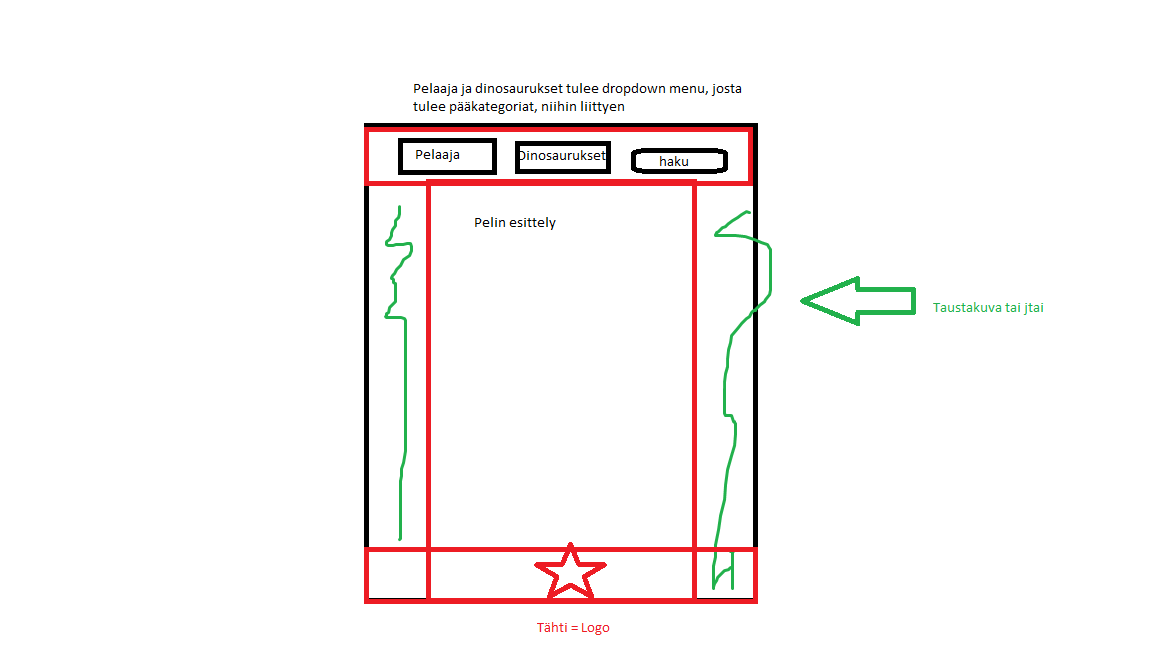 Pelaaja ja dinosaurukset tulee dropdown menu, josta
tulee pääkategoriat, niihin liittyen
Pelaaja
Dinosaurukset
haku
Pelin esittely
Taustakuva tai jtai
Tähti = Logo